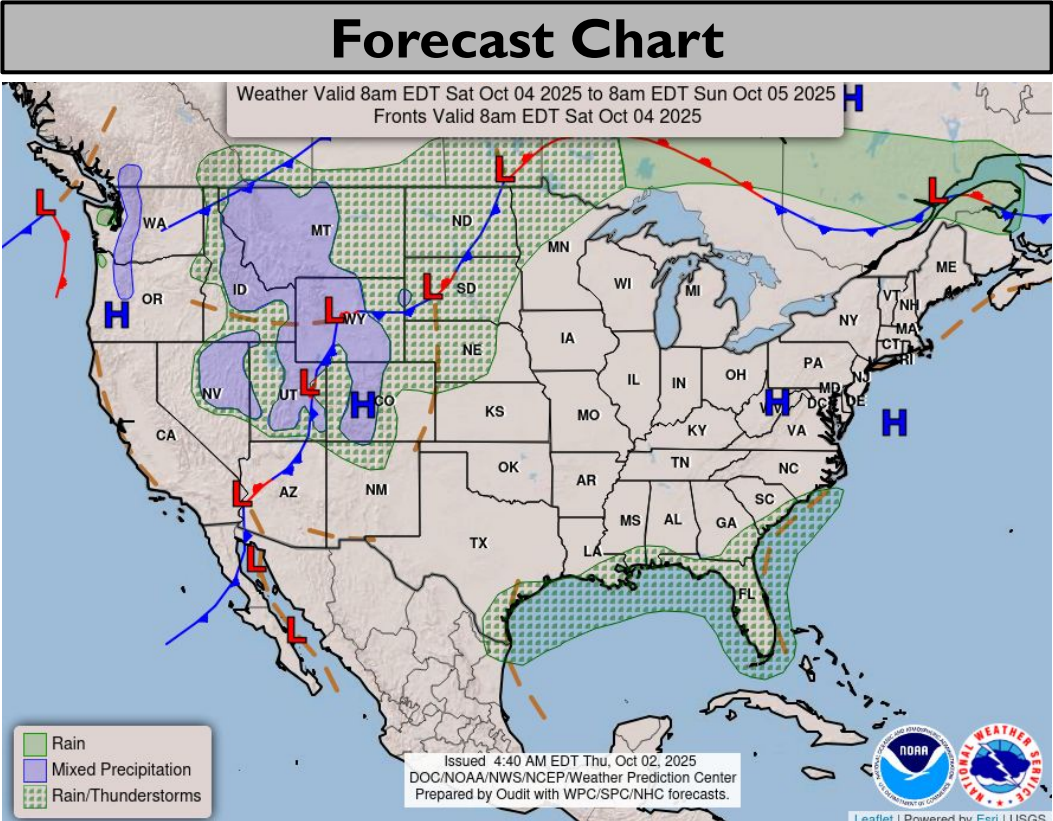 Forecast Chart
Weather Valid 8am EDT Sat Oct 04 2025 to 8am EDT Sun Oct 05 2025
Fronts Valid 8am EDT Sat Oct 04 2025
H
L
L
L
WA
MT
ND
MN
ME
OR
ID
SD
WI
MI
VT
NH
NY
MA
CT
RI
H
L
L
WY
NE
IA
PA
NJ
NV
UT
L
CO
H
IL
IN
OH
MD
DE
DC
WV
H
H
KS
MO
KY
VA
CA
AZ
NM
OK
AR
TN
NC
SC
L
L
L
TX
LA
MS
AL
GA
FL
Rain
Mixed Precipitation
Rain/Thunderstorms
Issued 4:40 AM EDT Thu, Oct 02, 2025
DOC/NOAA/NWS/NCEP/Weather Prediction Center
Prepared by Oudit with WPC/SPC/NHC forecasts.
NOAA
NATIONAL WEATHER SERVICE
Leaflet | Powered by Esri | USGS